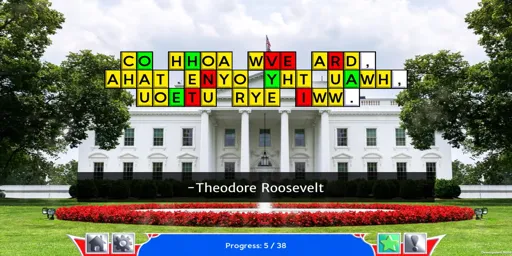 CO HHOA WVE ARD,
AHAT ENYO YHT UAWH,
UOETU RYE IWW.
-Theodore Roosevelt
Progress: 5 / 38